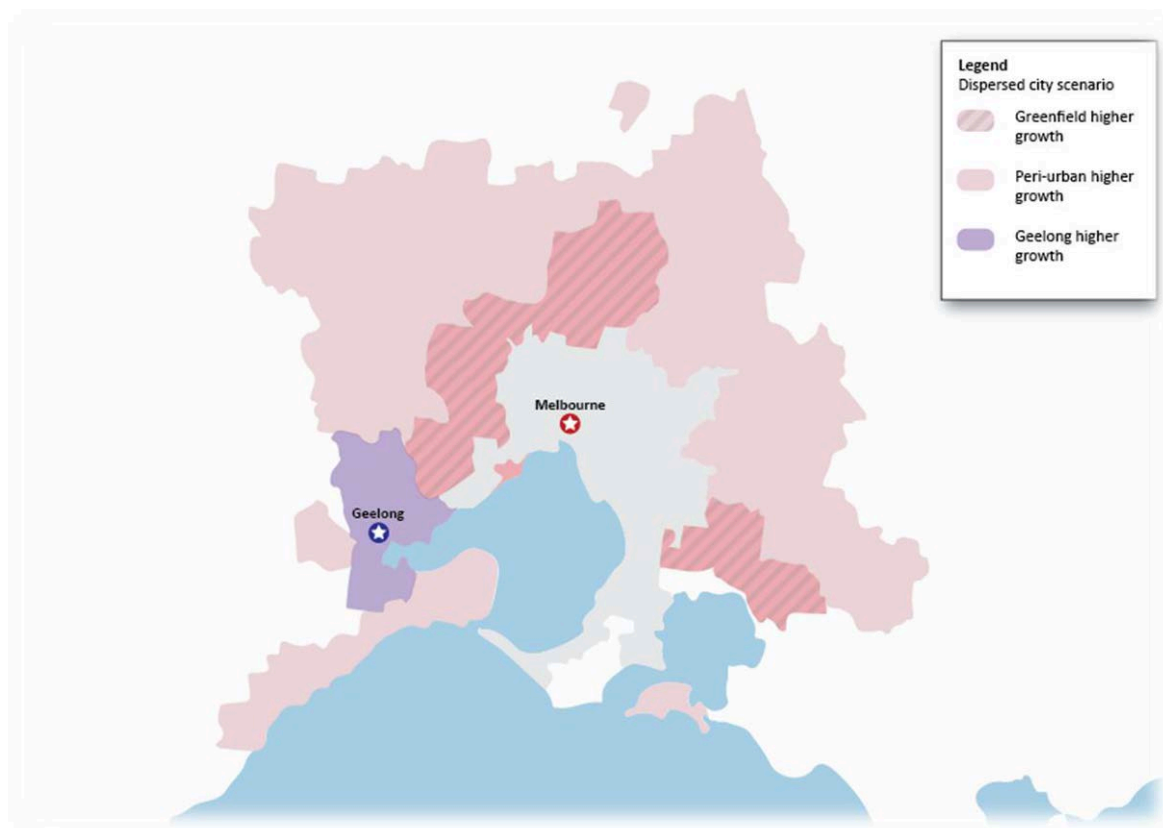 Legend
Dispersed city scenario
Greenfield higher
growth
Peri-urban higher
growth
Geelong higher
growth
Melbourne
Geelong